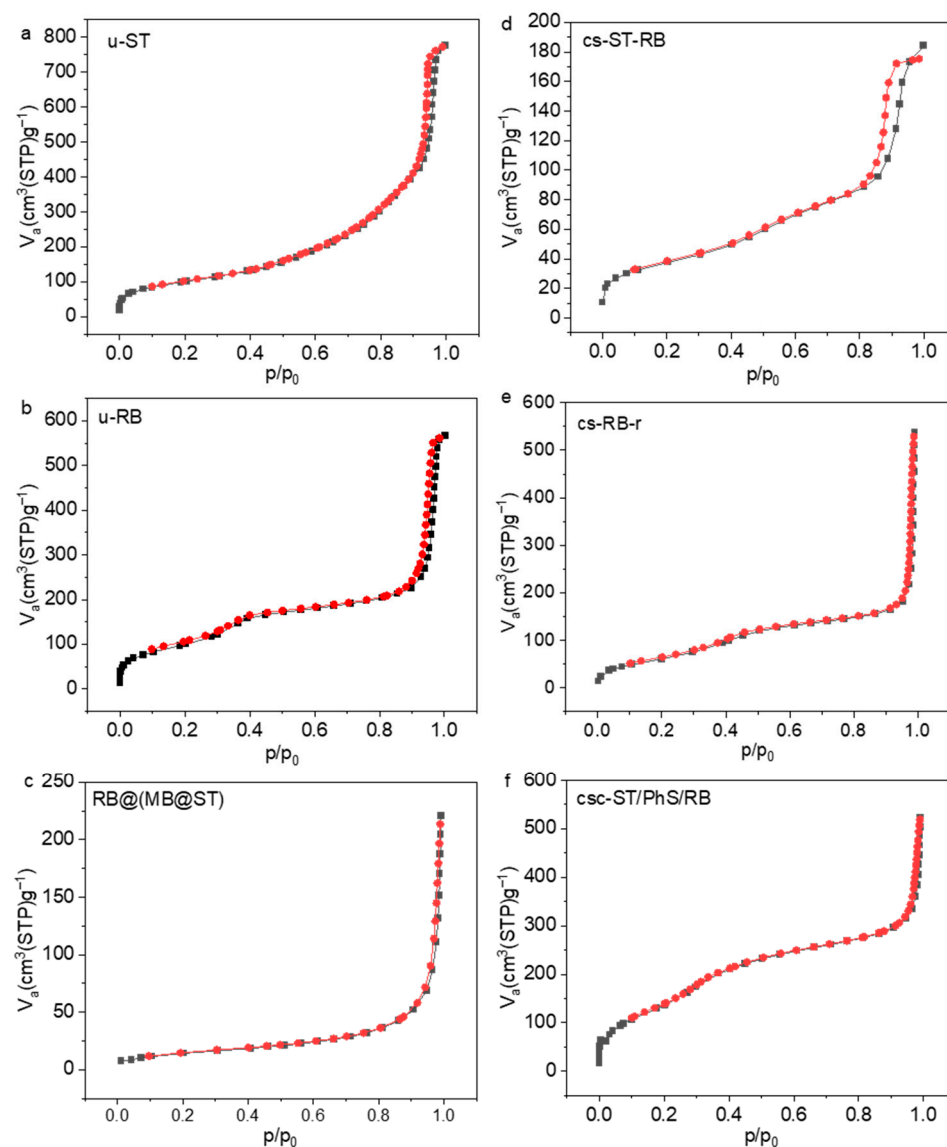 a
u-ST
800
700
600
500
400
300
200
100
0
Vₐ(cm³(STP)g⁻¹
0.0 0.2 0.4 0.6 0.8 1.0
p/p₀
d
cs-ST-RB
200
180
160
140
120
100
80
60
40
20
0
Vₐ(cm³(STP)g⁻¹
0.0 0.2 0.4 0.6 0.8 1.0
p/p₀
b
u-RB
600
500
400
300
200
100
0
Vₐ(cm³(STP)g⁻¹
0.0 0.2 0.4 0.6 0.8 1.0
p/p₀
e
cs-RB-r
600
500
400
300
200
100
0
Vₐ(cm³(STP)g⁻¹
0.0 0.2 0.4 0.6 0.8 1.0
p/p₀
c
RB@(MB@ST)
250
200
150
100
50
0
Vₐ(cm³(STP)g⁻¹
0.0 0.2 0.4 0.6 0.8 1.0
p/p₀
f
csc-ST/PhS/RB
600
500
400
300
200
100
0
Vₐ(cm³(STP)g⁻¹
0.0 0.2 0.4 0.6 0.8 1.0
p/p₀